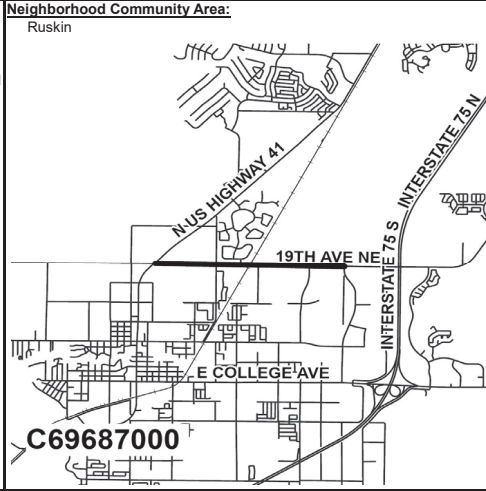 Neighborhood Community Area:
Ruskin
N US HIGHWAY 41
INTERSTATE 75 N
19TH AVE NE
INTERSTATE 75 S
E COLLEGE AVE
C69687000